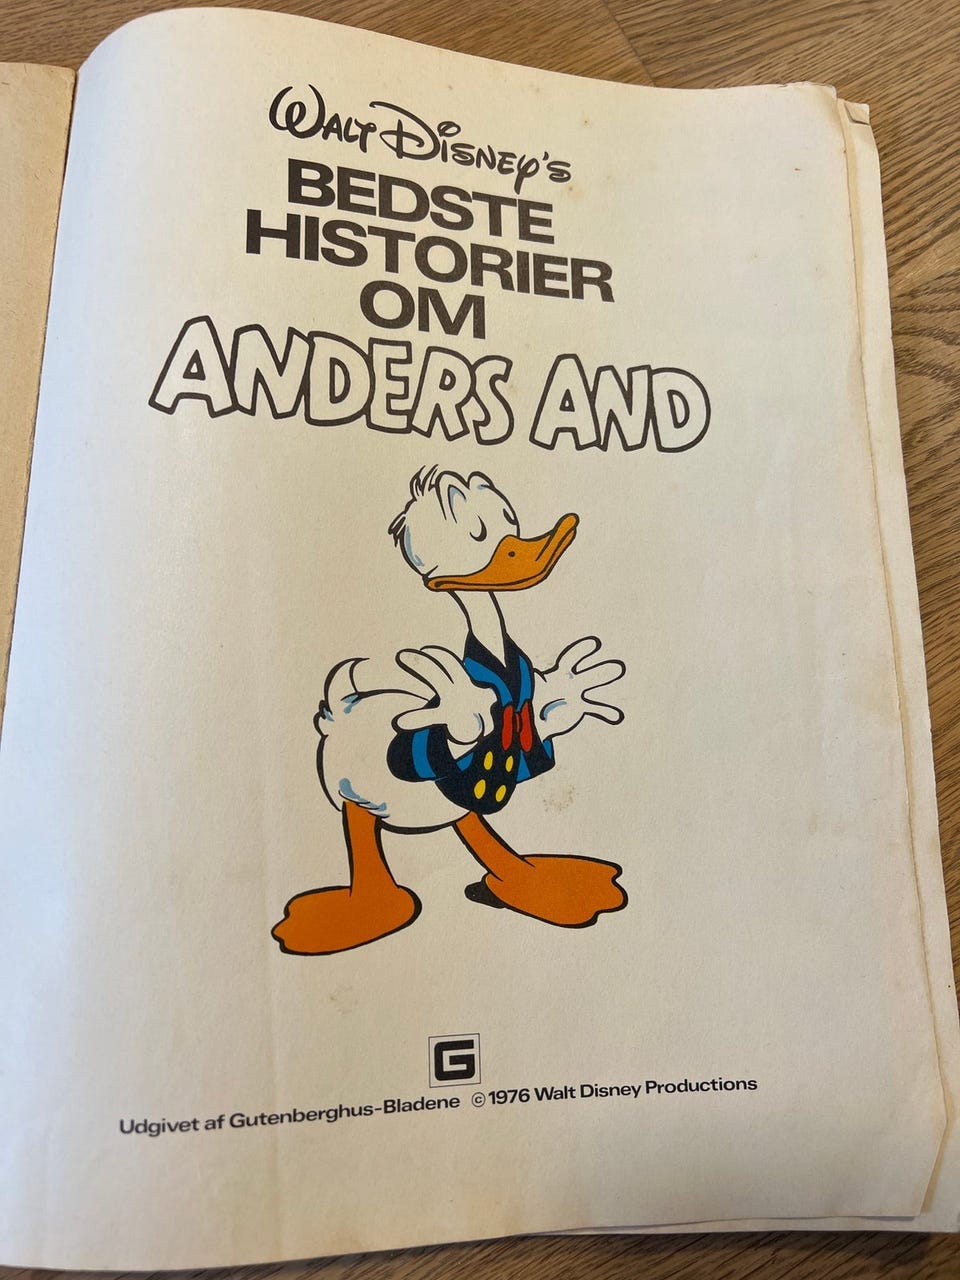 WALT DISNEY'S
BEDSTE
HISTORIER
OM
ANDERS AND
G
Udgivet af Gutenberghus-Bladene © 1976 Walt Disney Productions